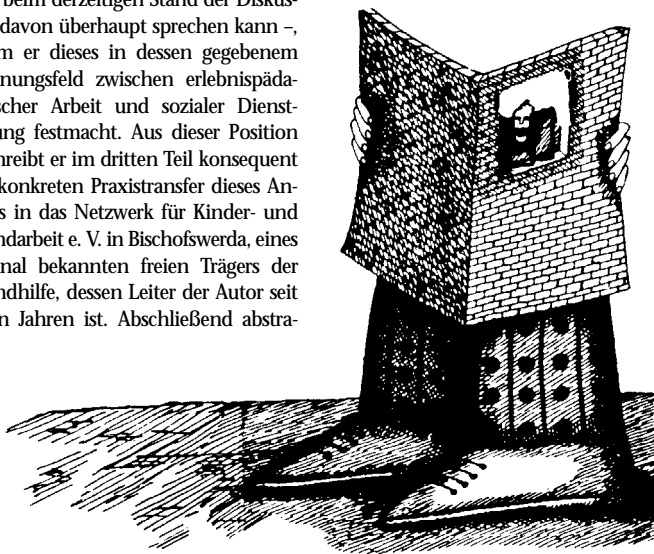 beim derzeitigen Stand der Diskus-
davon überhaupt sprechen kann –,
m er dieses in dessen gegebenem
nungsfeld zwischen erlebnispäda-
scher Arbeit und sozialer Dienst-
ung festmacht. Aus dieser Position
hreibt er im dritten Teil konsequent
konkreten Praxistransfer dieses An-
s in das Netzwerk für Kinder- und
ndarbeit e. V. in Bischofswerda, eines
nal bekannten freien Trägers der
ndhilfe, dessen Leiter der Autor seit
n Jahren ist. Abschließend abstra-